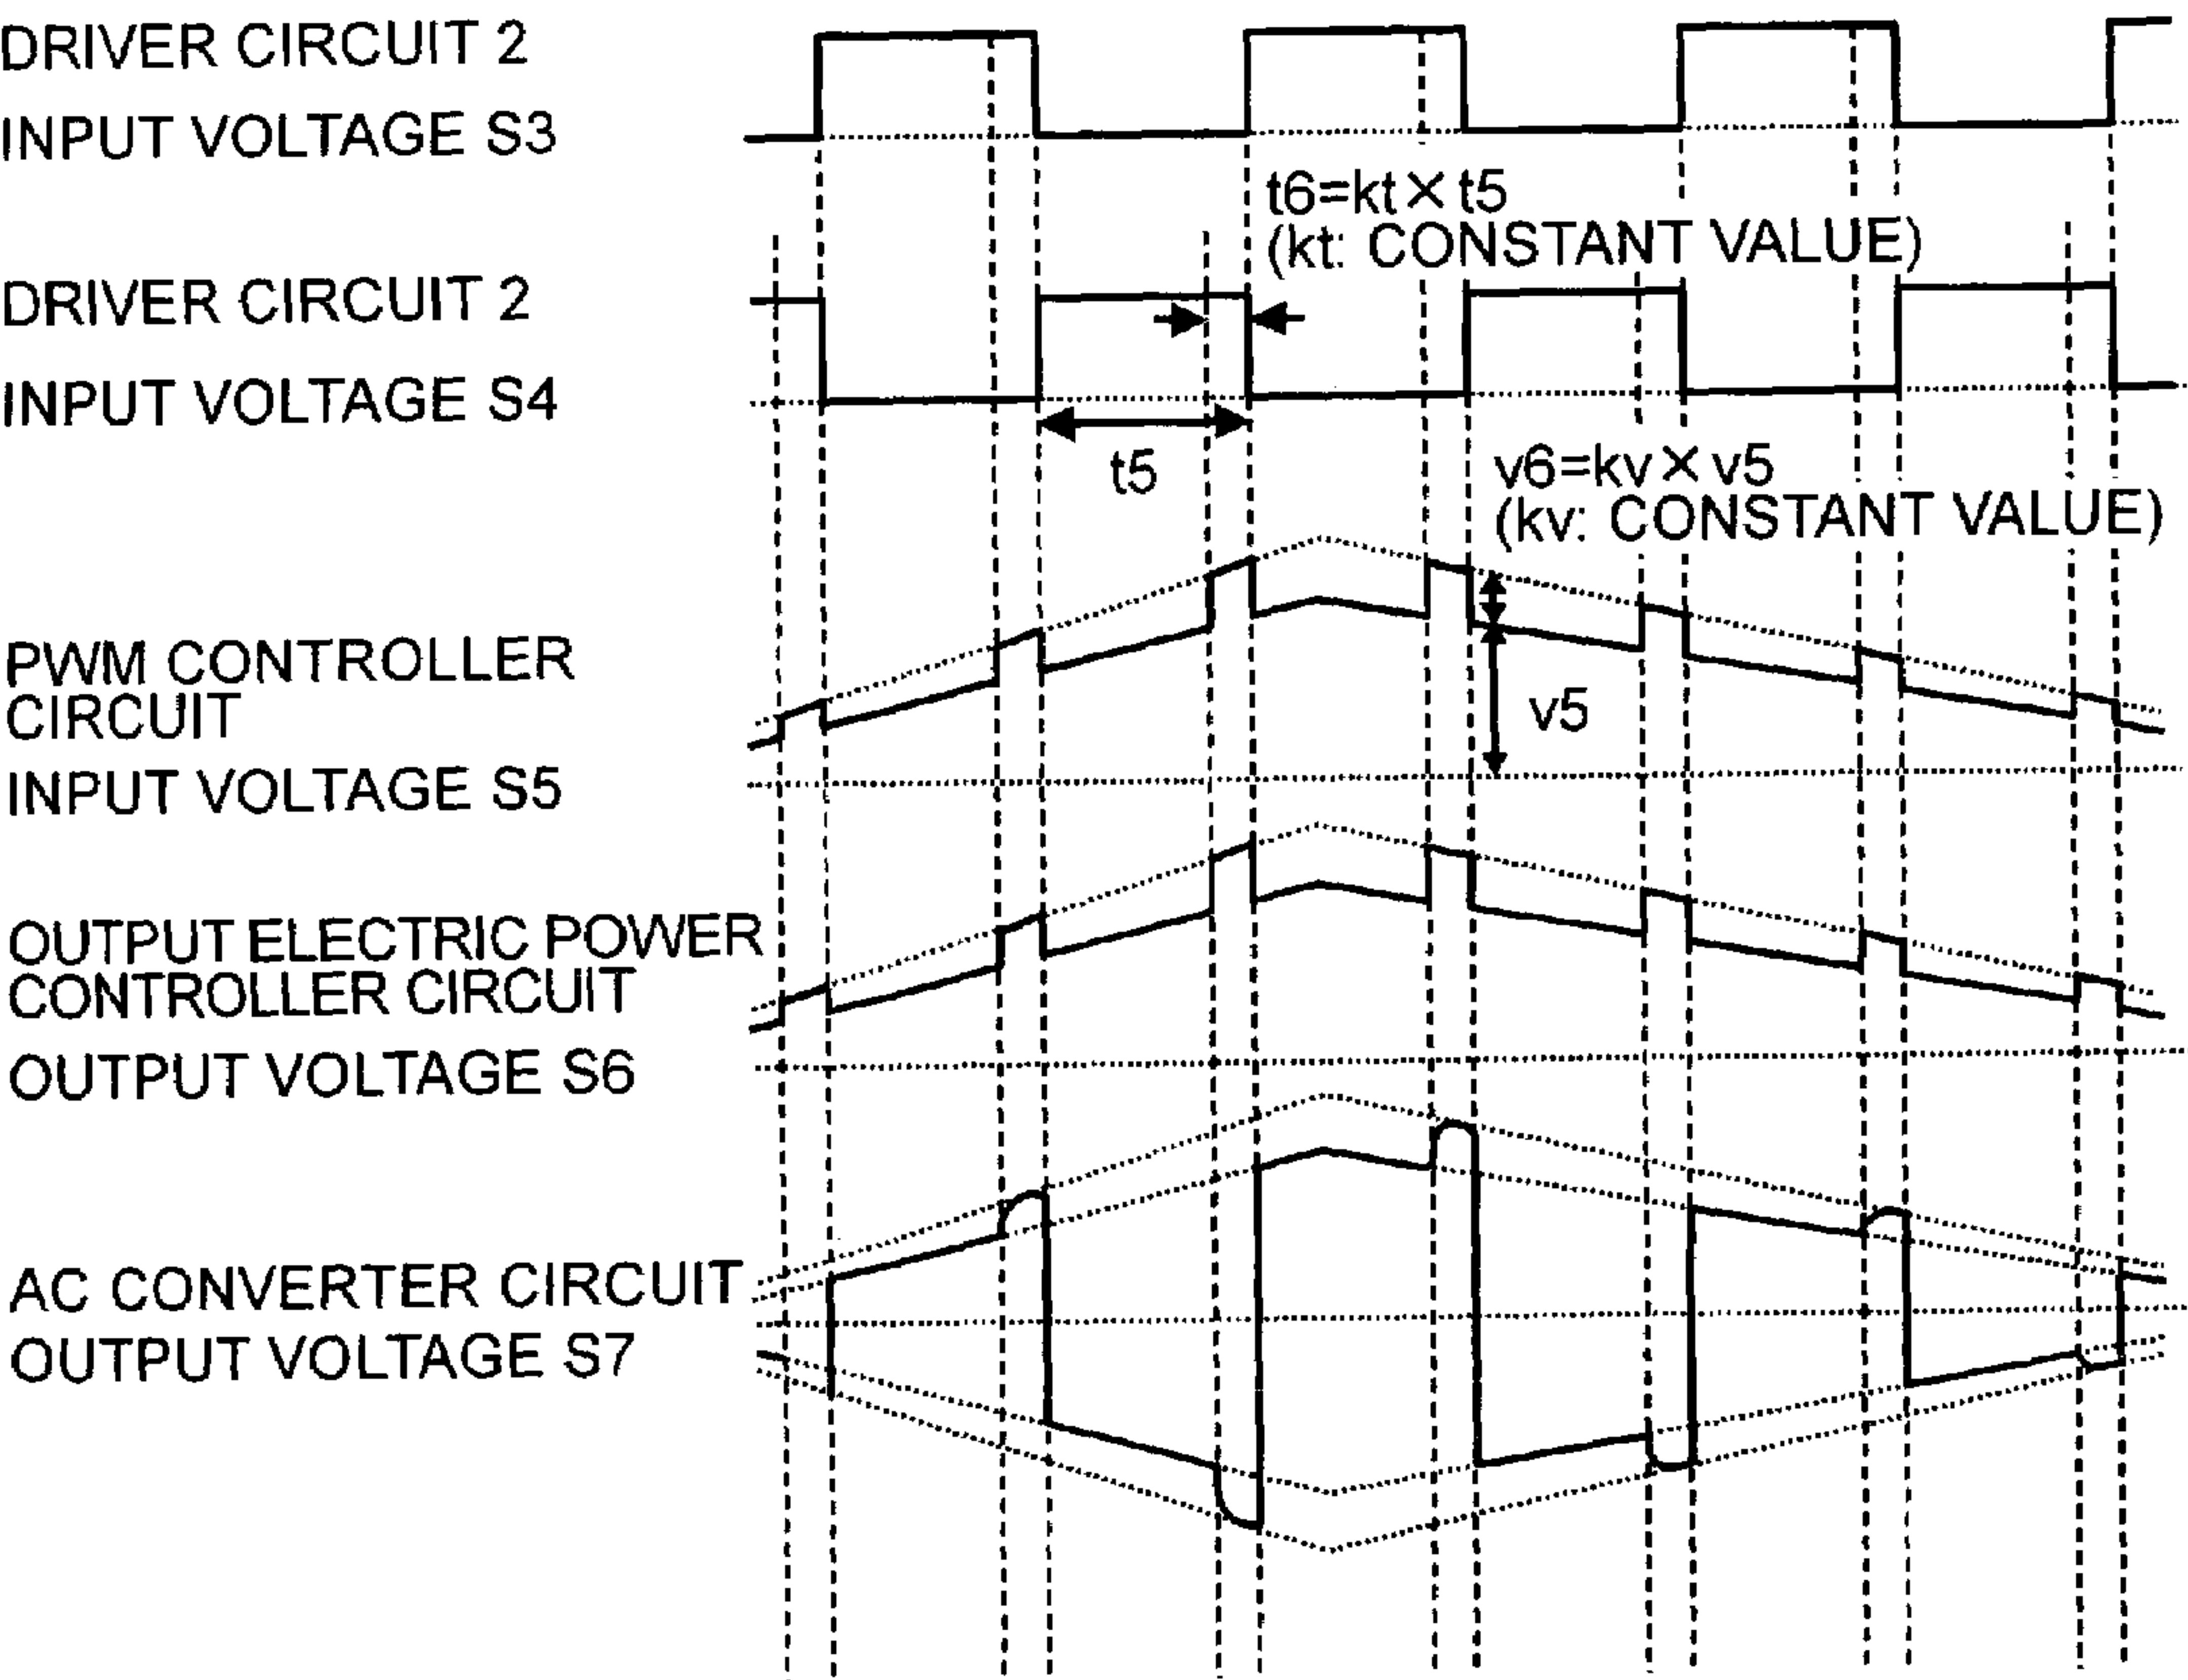 DRIVER CIRCUIT 2
INPUT VOLTAGE S3
t6=kt×t5
(kt: CONSTANT VALUE)
DRIVER CIRCUIT 2
INPUT VOLTAGE S4
t5
v6=kv×v5
(kv: CONSTANT VALUE)
PWM CONTROLLER
CIRCUIT
INPUT VOLTAGE S5
v5
OUTPUT ELECTRIC POWER
CONTROLLER CIRCUIT
OUTPUT VOLTAGE S6
AC CONVERTER CIRCUIT
OUTPUT VOLTAGE S7